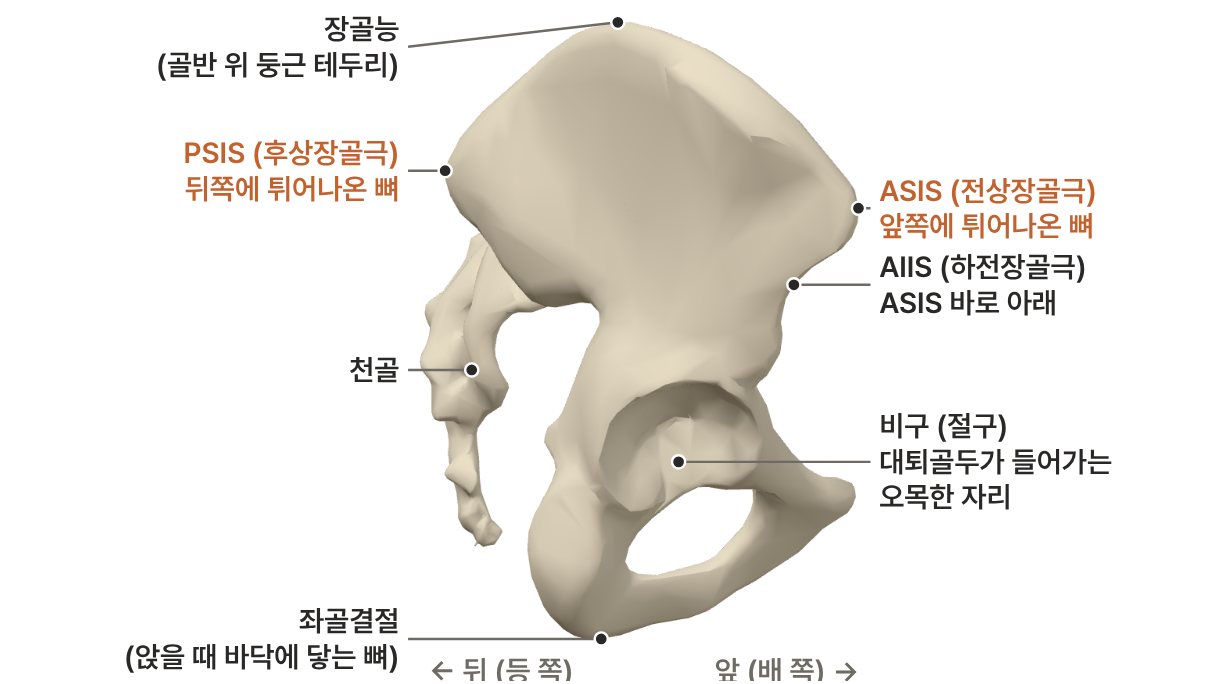 장골능
(골반 위 둥근 테두리)
PSIS (후상장골극)
뒤쪽에 튀어나온 뼈
ASIS (전상장골극)
앞쪽에 튀어나온 뼈
AIIS (하전장골극)
ASIS 바로 아래
천골
비구 (절구)
대퇴골두가 들어가는
오목한 자리
좌골결절
(앉을 때 바닥에 닿는 뼈)
← 뒤 (등 쪽)
앞 (배 쪽) →